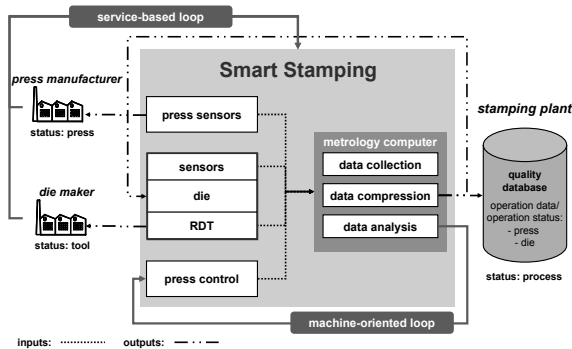 service-based loop
Smart Stamping
press manufacturer
status: press
die maker
status: tool
press sensors
sensors
die
RDT
press control
metrology computer
data collection
data compression
data analysis
stamping plant
quality
database
operation data/
operation status:
- press
- die
status: process
machine-oriented loop
inputs:
outputs: